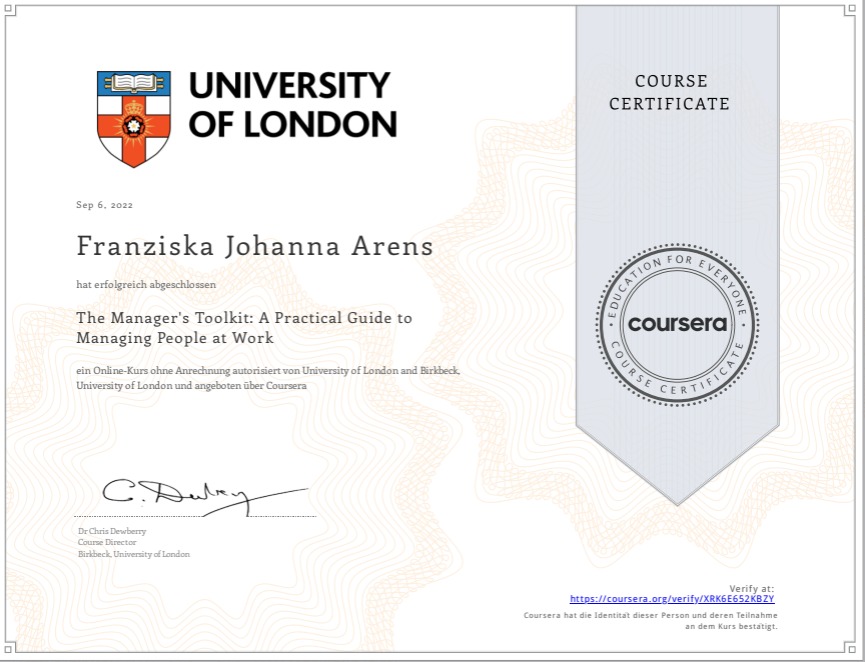 UNIVERSITY
OF LONDON
COURSE
CERTIFICATE
Sep 6, 2022
Franziska Johanna Arens
hat erfolgreich abgeschlossen
The Manager's Toolkit: A Practical Guide to
Managing People at Work
ein Online-Kurs ohne Anrechnung autorisiert von University of London and Birkbeck,
University of London und angeboten über Coursera
EDUCATION FOR EVERYONE
coursera
COURSE CERTIFICATE
C. Dewberry
Dr Chris Dewberry
Course Director
Birkbeck, University of London
Verify at:
https://coursera.org/verify/XRK6E652KBZY
Coursera hat die Identität dieser Person und deren Teilnahme
an dem Kurs bestätigt.